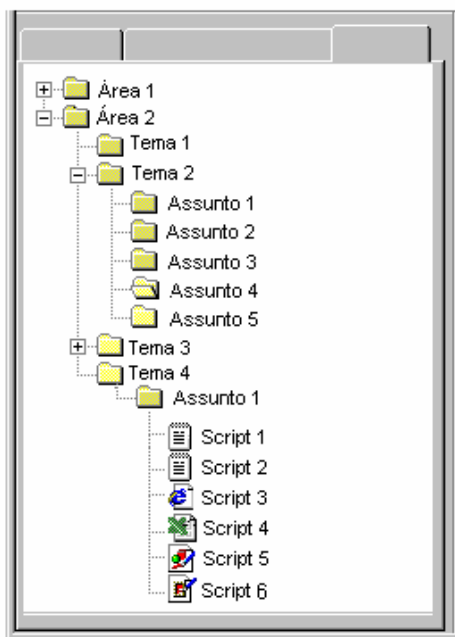 Área 1
Área 2
Tema 1
Tema 2
Assunto 1
Assunto 2
Assunto 3
Assunto 4
Assunto 5
Tema 3
Tema 4
Assunto 1
Script 1
Script 2
Script 3
Script 4
Script 5
Script 6